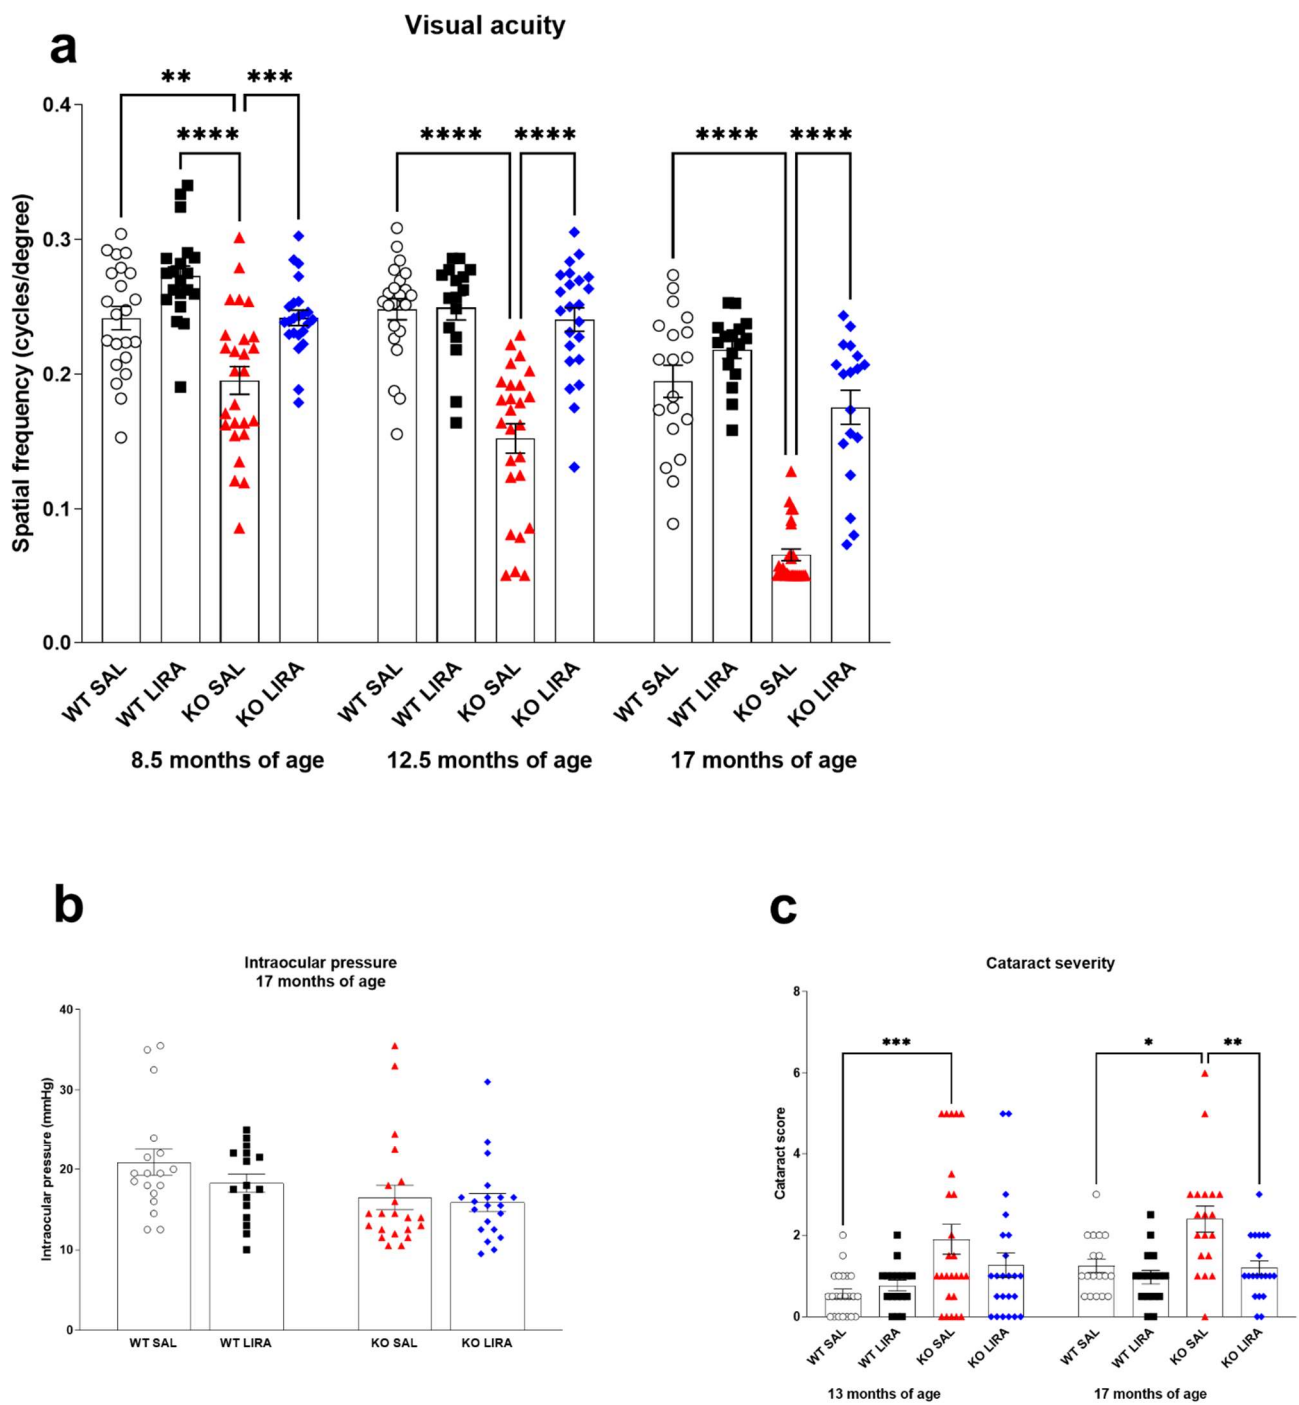 a
Visual acuity
** ***
**** **** **** **** ****
0.4
0.3
0.2
0.1
0.0
Spatial frequency (cycles/degree)
WT SAL WT LIRA KO SAL KO LIRA WT SAL WT LIRA KO SAL KO LIRA WT SAL WT LIRA KO SAL KO LIRA
8.5 months of age 12.5 months of age 17 months of age
b
Intraocular pressure
17 months of age
40
30
20
10
0
Intraocular pressure (mmHg)
WT SAL WT LIRA KO SAL KO LIRA
c
Cataract severity
8
6
4
2
0
Cataract score
*** * **
WT SAL WT LIRA KO SAL KO LIRA WT SAL WT LIRA KO SAL KO LIRA
13 months of age 17 months of age